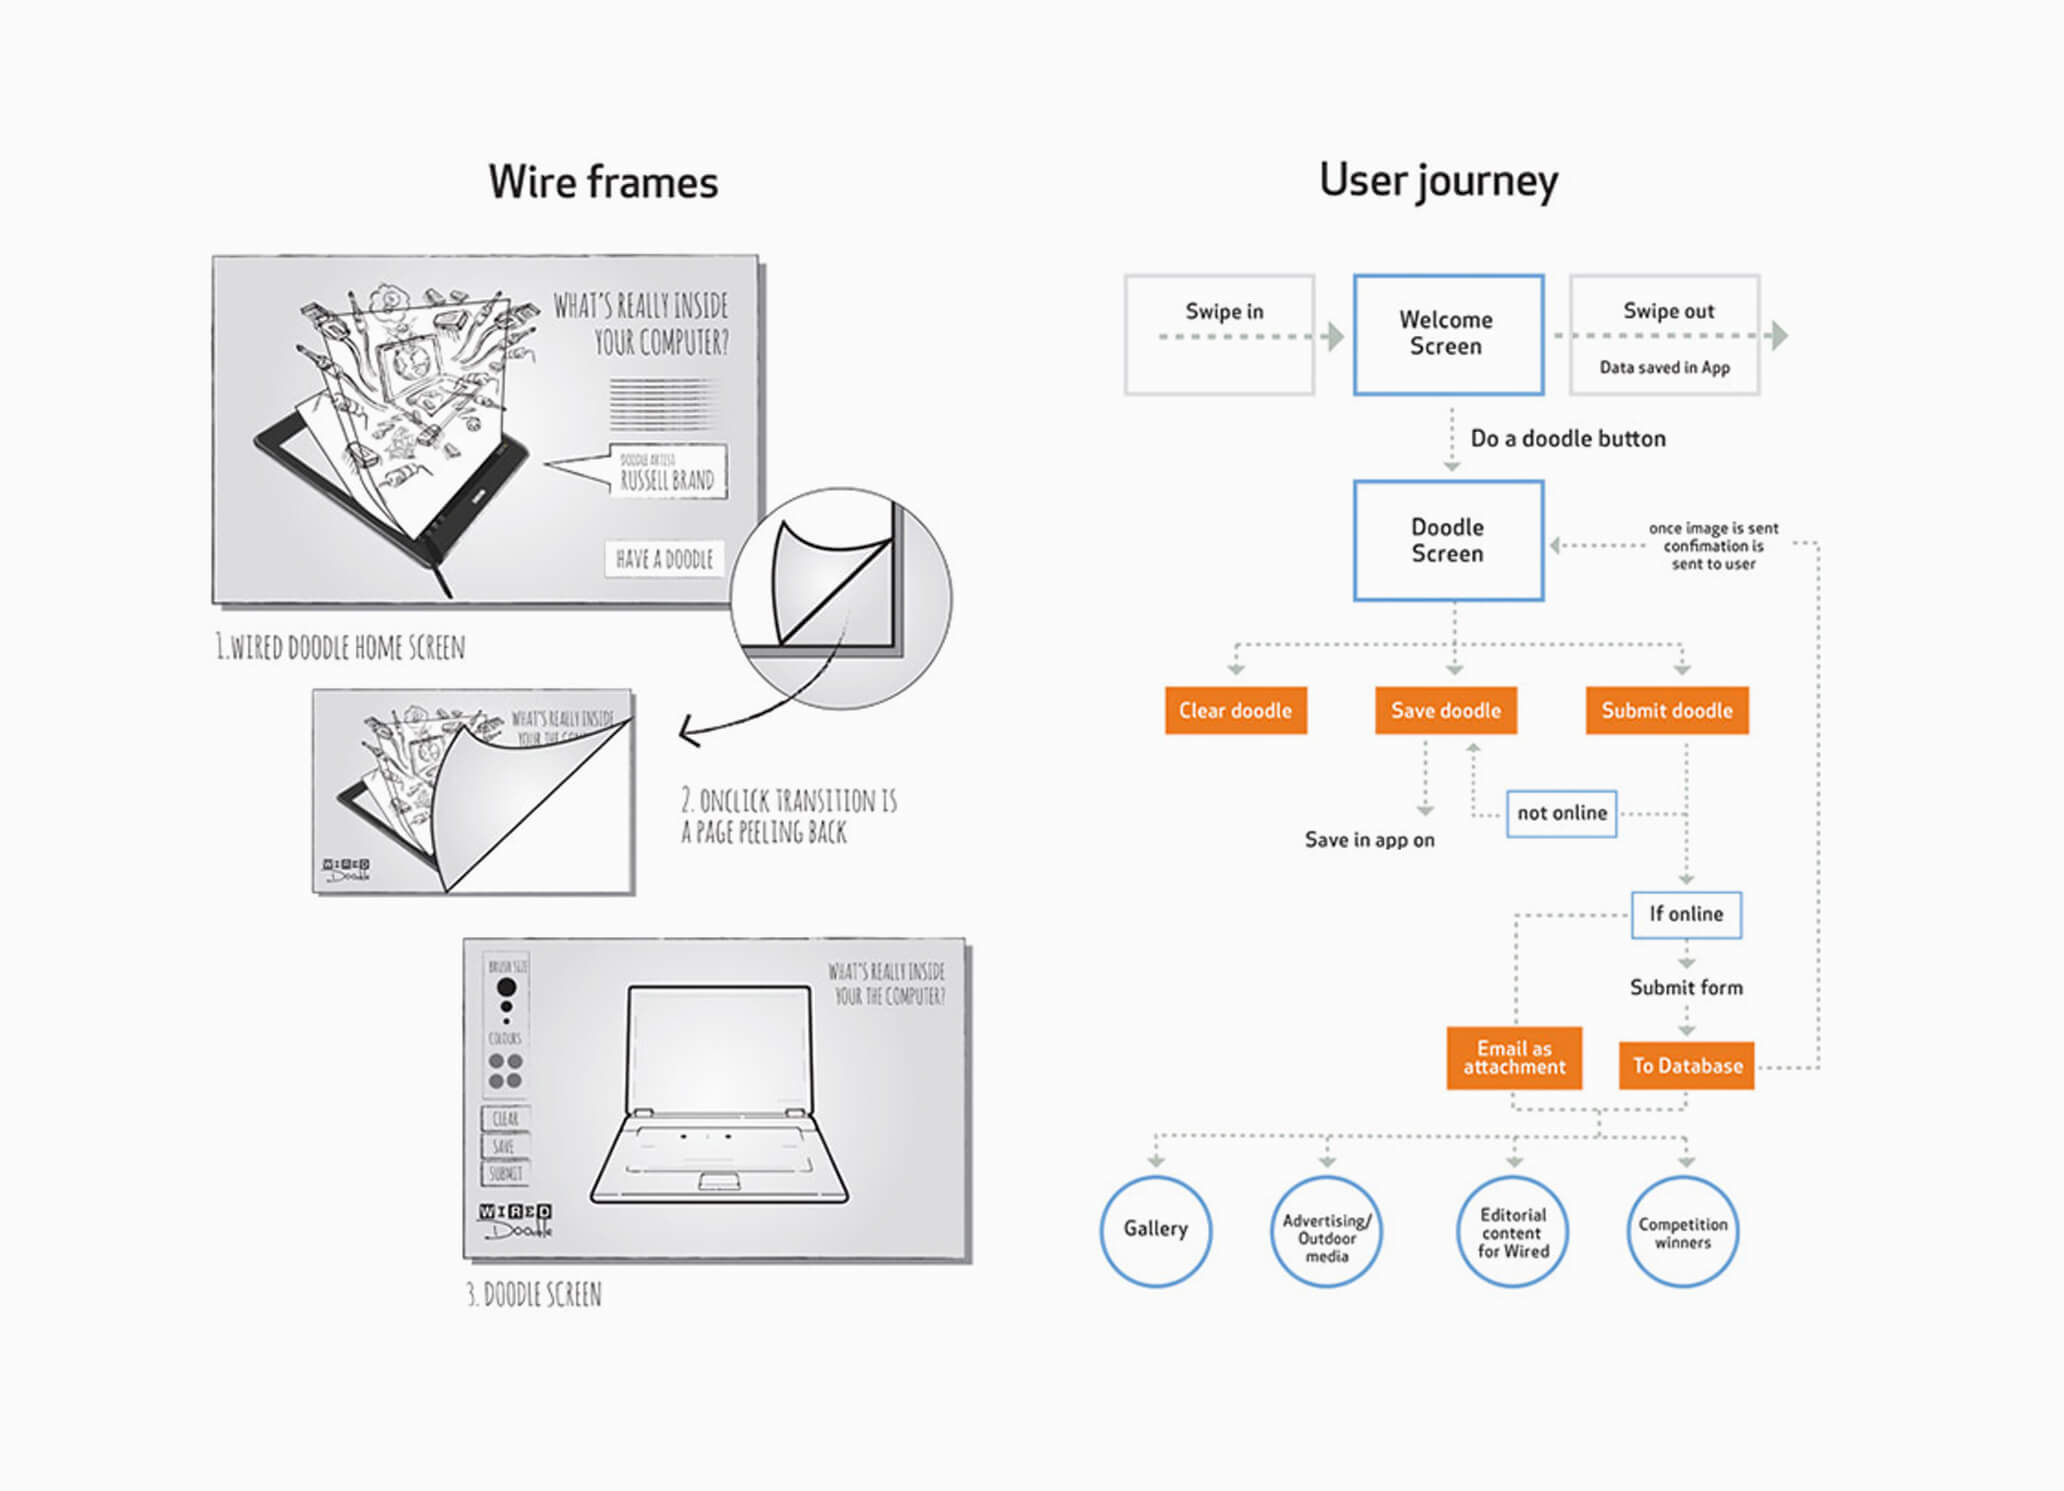 Wire frames
WHAT'S REALLY INSIDE
YOUR COMPUTER?
DOODLE ARTIST:
RUSSELL BRAND
HAVE A DOODLE
1. WIRED DOODLE HOME SCREEN
WHAT'S REALLY INSIDE
YOUR THE
WIRED
Doodle
2. ONCLICK TRANSITION IS
A PAGE PEELING BACK
BRUSH SIZE
COLOURS
CLEAR
SAVE
SUBMIT
WIRED
Doodle
WHAT'S REALLY INSIDE
YOUR THE COMPUTER?
3. DOODLE SCREEN
User journey
Swipe in
Welcome
Screen
Swipe out
Data saved in App
Do a doodle button
Doodle
Screen
once image is sent
confimation is
sent to user
Clear doodle
Save doodle
Submit doodle
not online
Save in app on
If online
Submit form
Email as
attachment
To Database
Gallery
Advertising/
Outdoor
media
Editorial
content
for Wired
Competition
winners